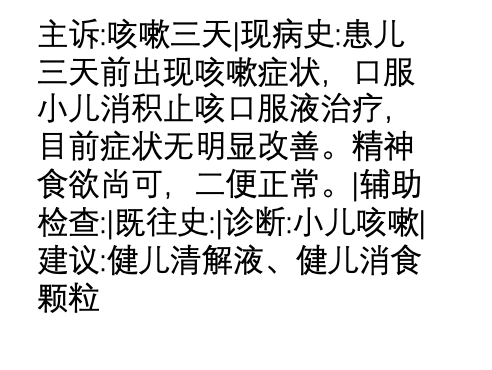 主诉:咳嗽三天|现病史:患儿
三天前出现咳嗽症状，口服
小儿消积止咳口服液治疗，
目前症状无明显改善。精神
食欲尚可，二便正常。|辅助
检查:|既往史:|诊断:小儿咳嗽|
建议:健儿清解液、健儿消食
颗粒